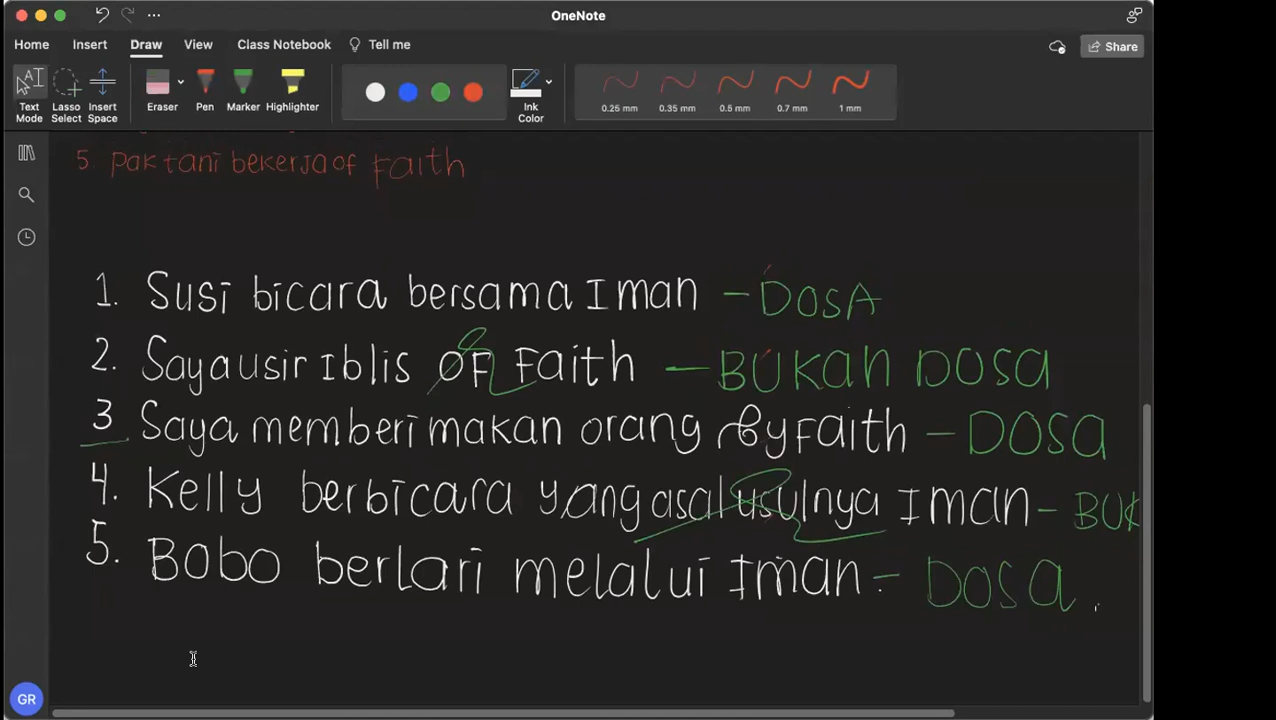 OneNote
Home Insert Draw View Class Notebook Tell me
Share
Text Mode
Lasso Select
Insert Space
Eraser
Pen
Marker
Highlighter
Ink Color
0.25 mm
0.35 mm
0.5 mm
0.7 mm
1 mm
5. paktani bekerja of Faith
1. Susi bicara bersama Iman - DOSA
2. Saya usir Iblis OF Faith - BUKan DOSa
3 Saya memberi makan orang By Faith - DOSa
4. Kelly berbicara yang asal usulnya Iman - BUK
5. Bobo berlari melalui Iman - DOSa.
GR